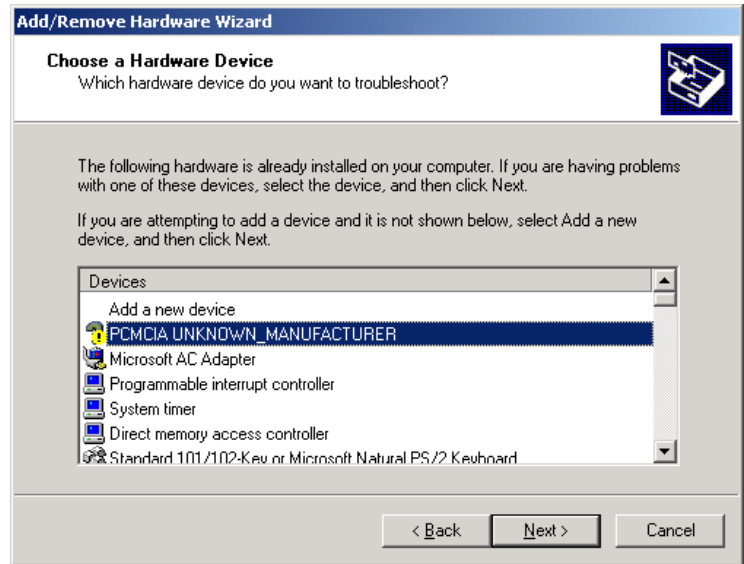 Add/Remove Hardware Wizard
Choose a Hardware Device
Which hardware device do you want to troubleshoot?
The following hardware is already installed on your computer. If you are having problems
with one of these devices, select the device, and then click Next.
If you are attempting to add a device and it is not shown below, select Add a new
device, and then click Next.
Devices
Add a new device
PCMCIA UNKNOWN_MANUFACTURER
Microsoft AC Adapter
Programmable interrupt controller
System timer
Direct memory access controller
Standard 101/102-Key or Microsoft Natural PS/2 Keyboard
< Back Next > Cancel